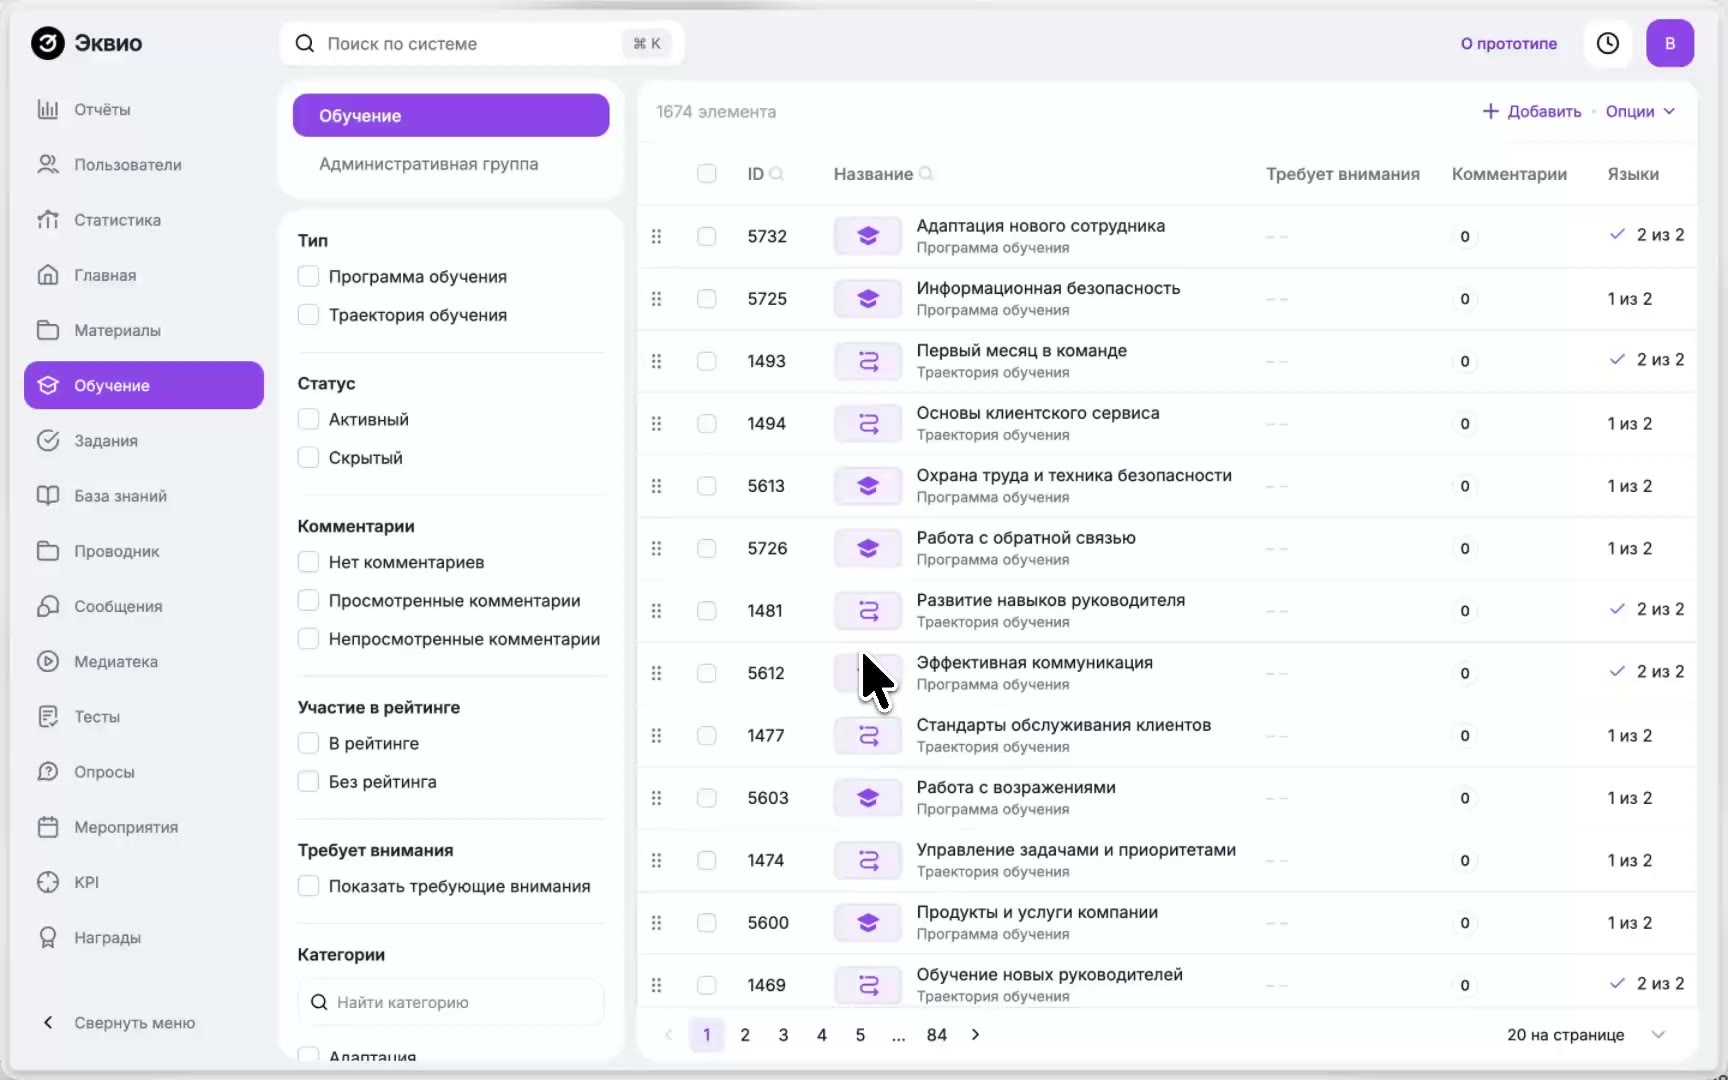 Эквио
Поиск по системе
⌘ K
О прототипе
B
Отчёты
Пользователи
Статистика
Главная
Материалы
Обучение
Задания
База знаний
Проводник
Сообщения
Медиатека
Тесты
Опросы
Мероприятия
KPI
Награды
Свернуть меню
Обучение
Административная группа
Тип
Программа обучения
Траектория обучения
Статус
Активный
Скрытый
Комментарии
Нет комментариев
Просмотренные комментарии
Непросмотренные комментарии
Участие в рейтинге
В рейтинге
Без рейтинга
Требует внимания
Показать требующие внимания
Категории
Найти категорию
Адаптация
1674 элемента
Добавить
Опции
ID Название Требует внимания Комментарии Языки
5732 Адаптация нового сотрудника -- 0 2 из 2
Программа обучения
5725 Информационная безопасность -- 0 1 из 2
Программа обучения
1493 Первый месяц в команде -- 0 2 из 2
Траектория обучения
1494 Основы клиентского сервиса -- 0 1 из 2
Траектория обучения
5613 Охрана труда и техника безопасности -- 0 1 из 2
Программа обучения
5726 Работа с обратной связью -- 0 1 из 2
Программа обучения
1481 Развитие навыков руководителя -- 0 2 из 2
Траектория обучения
5612 Эффективная коммуникация -- 0 2 из 2
Программа обучения
1477 Стандарты обслуживания клиентов -- 0 1 из 2
Траектория обучения
5603 Работа с возражениями -- 0 1 из 2
Программа обучения
1474 Управление задачами и приоритетами -- 0 1 из 2
Траектория обучения
5600 Продукты и услуги компании -- 0 1 из 2
Программа обучения
1469 Обучение новых руководителей 0 2 из 2
Траектория обучения
1 2 3 4 5 ... 84
20 на странице